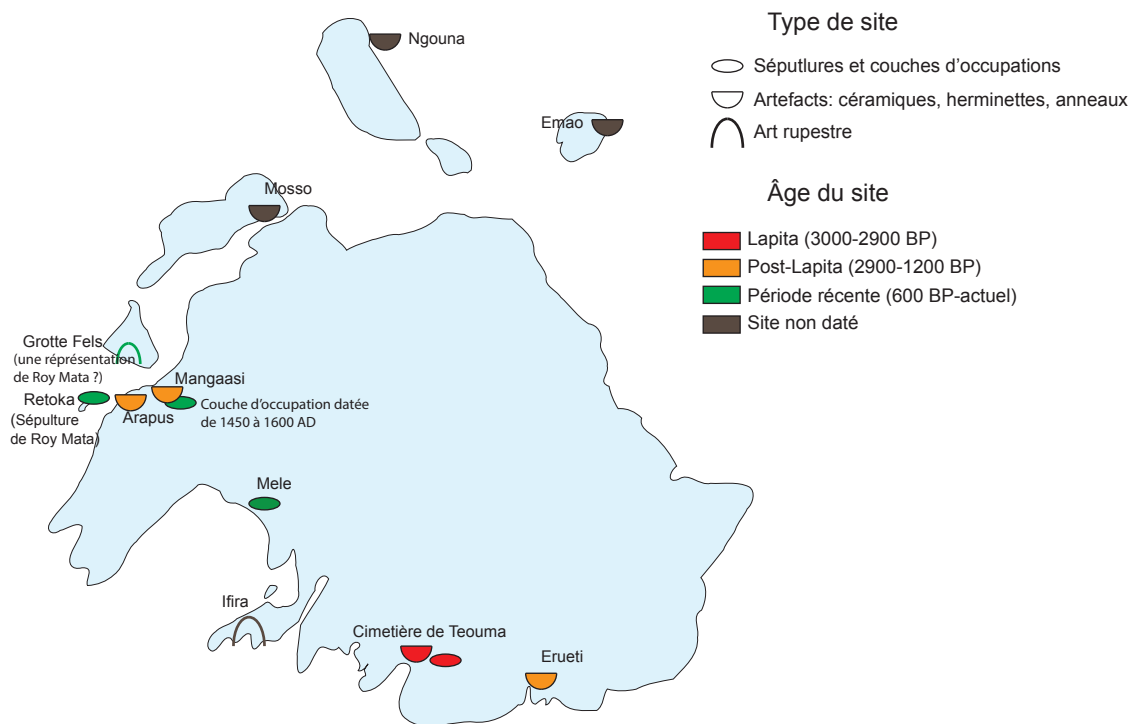 Ngouna
Emao
Mosso
Grotte Fels
(une réprésentation
de Roy Mata ?)
Mangaasi
Retoka
(Sépulture
de Roy Mata)
Arapus
Couche d'occupation datée
de 1450 à 1600 AD
Mele
Ifira
Cimetière de Teouma
Erueti
Type de site
Séputlures et couches d'occupations
Artefacts: céramiques, herminettes, anneaux
Art rupestre
Âge du site
Lapita (3000-2900 BP)
Post-Lapita (2900-1200 BP)
Période récente (600 BP-actuel)
Site non daté